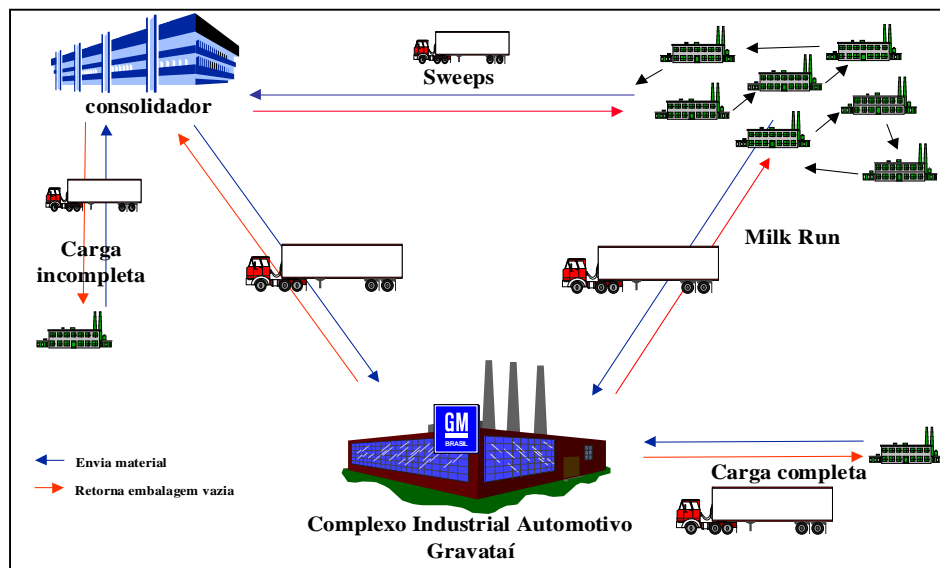 Sweeps
consolidador
Carga
incompleta
Milk Run
GM
BRASIL
Envia material
Retorna embalagem vazia
Carga completa
Complexo Industrial Automotivo
Gravataí